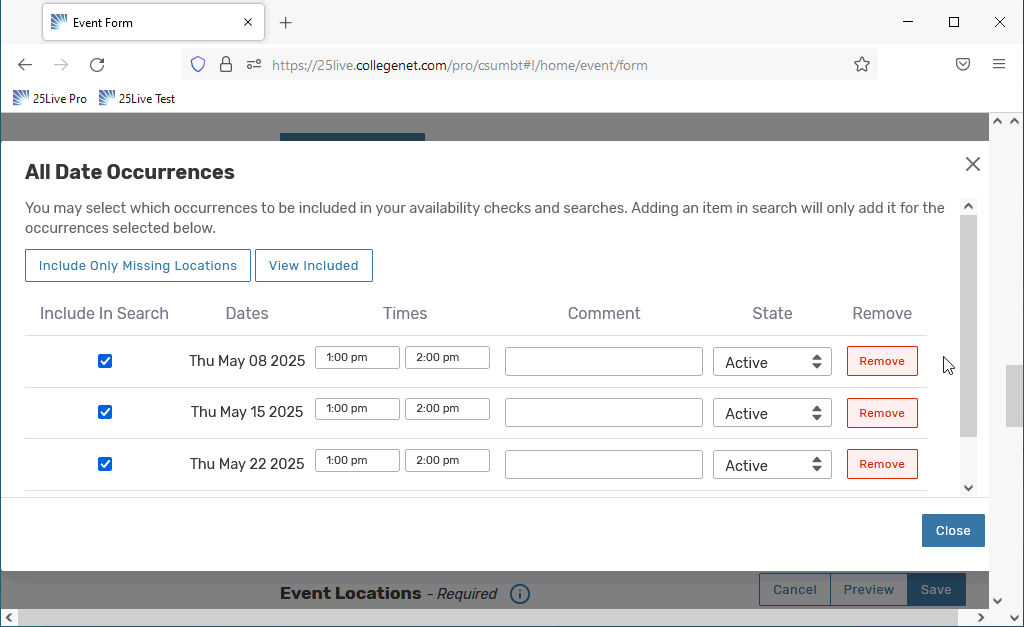 Event Form
https://25live.collegenet.com/pro/csumbt#!/home/event/form
25Live Pro 25Live Test
All Date Occurrences
You may select which occurrences to be included in your availability checks and searches. Adding an item in search will only add it for the
occurrences selected below.
Include Only Missing Locations View Included
Include In Search Dates Times Comment State Remove
Thu May 08 2025 1:00 pm 2:00 pm Active Remove
Thu May 15 2025 1:00 pm 2:00 pm Active Remove
Thu May 22 2025 1:00 pm 2:00 pm Active Remove
Close
Event Locations - Required Cancel Preview Save